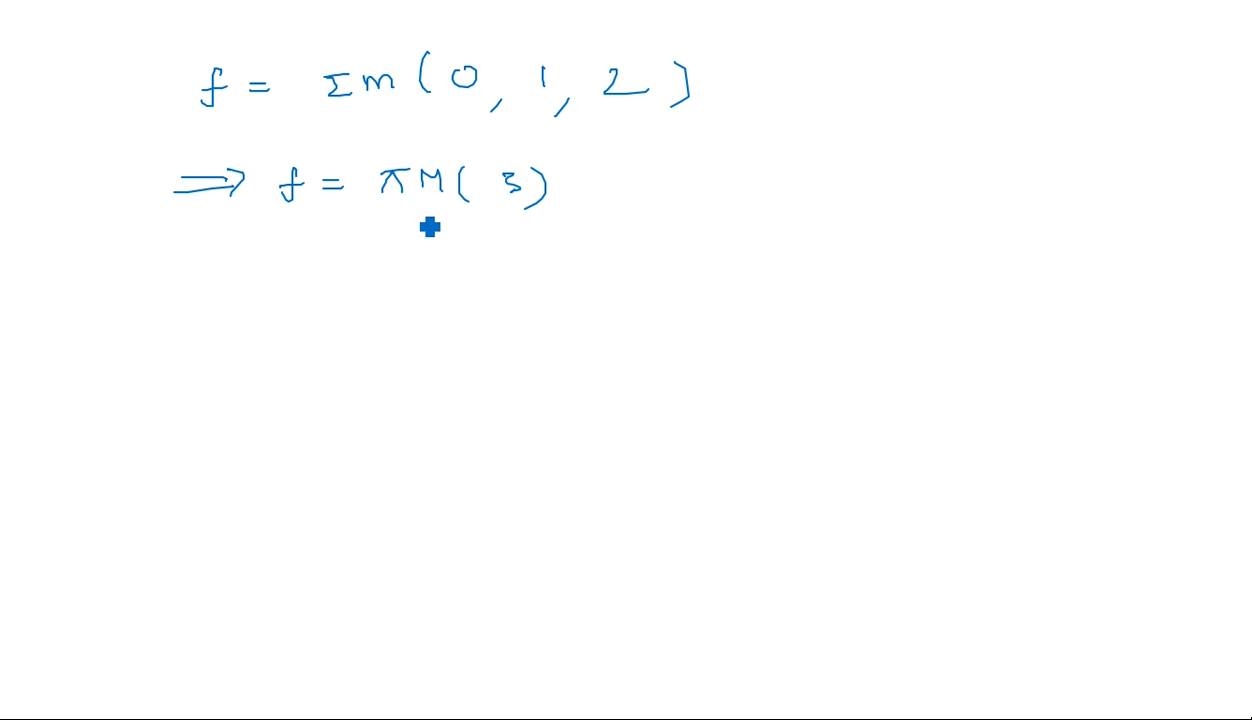 f = Σm(0, 1, 2)
⟹ f = πM(3)